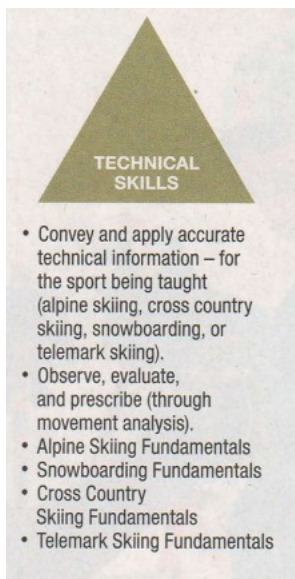 TECHNICAL
SKILLS
• Convey and apply accurate
technical information – for
the sport being taught
(alpine skiing, cross country
skiing, snowboarding, or
telemark skiing).
• Observe, evaluate,
and prescribe (through
movement analysis).
• Alpine Skiing Fundamentals
• Snowboarding Fundamentals
• Cross Country
Skiing Fundamentals
• Telemark Skiing Fundamentals